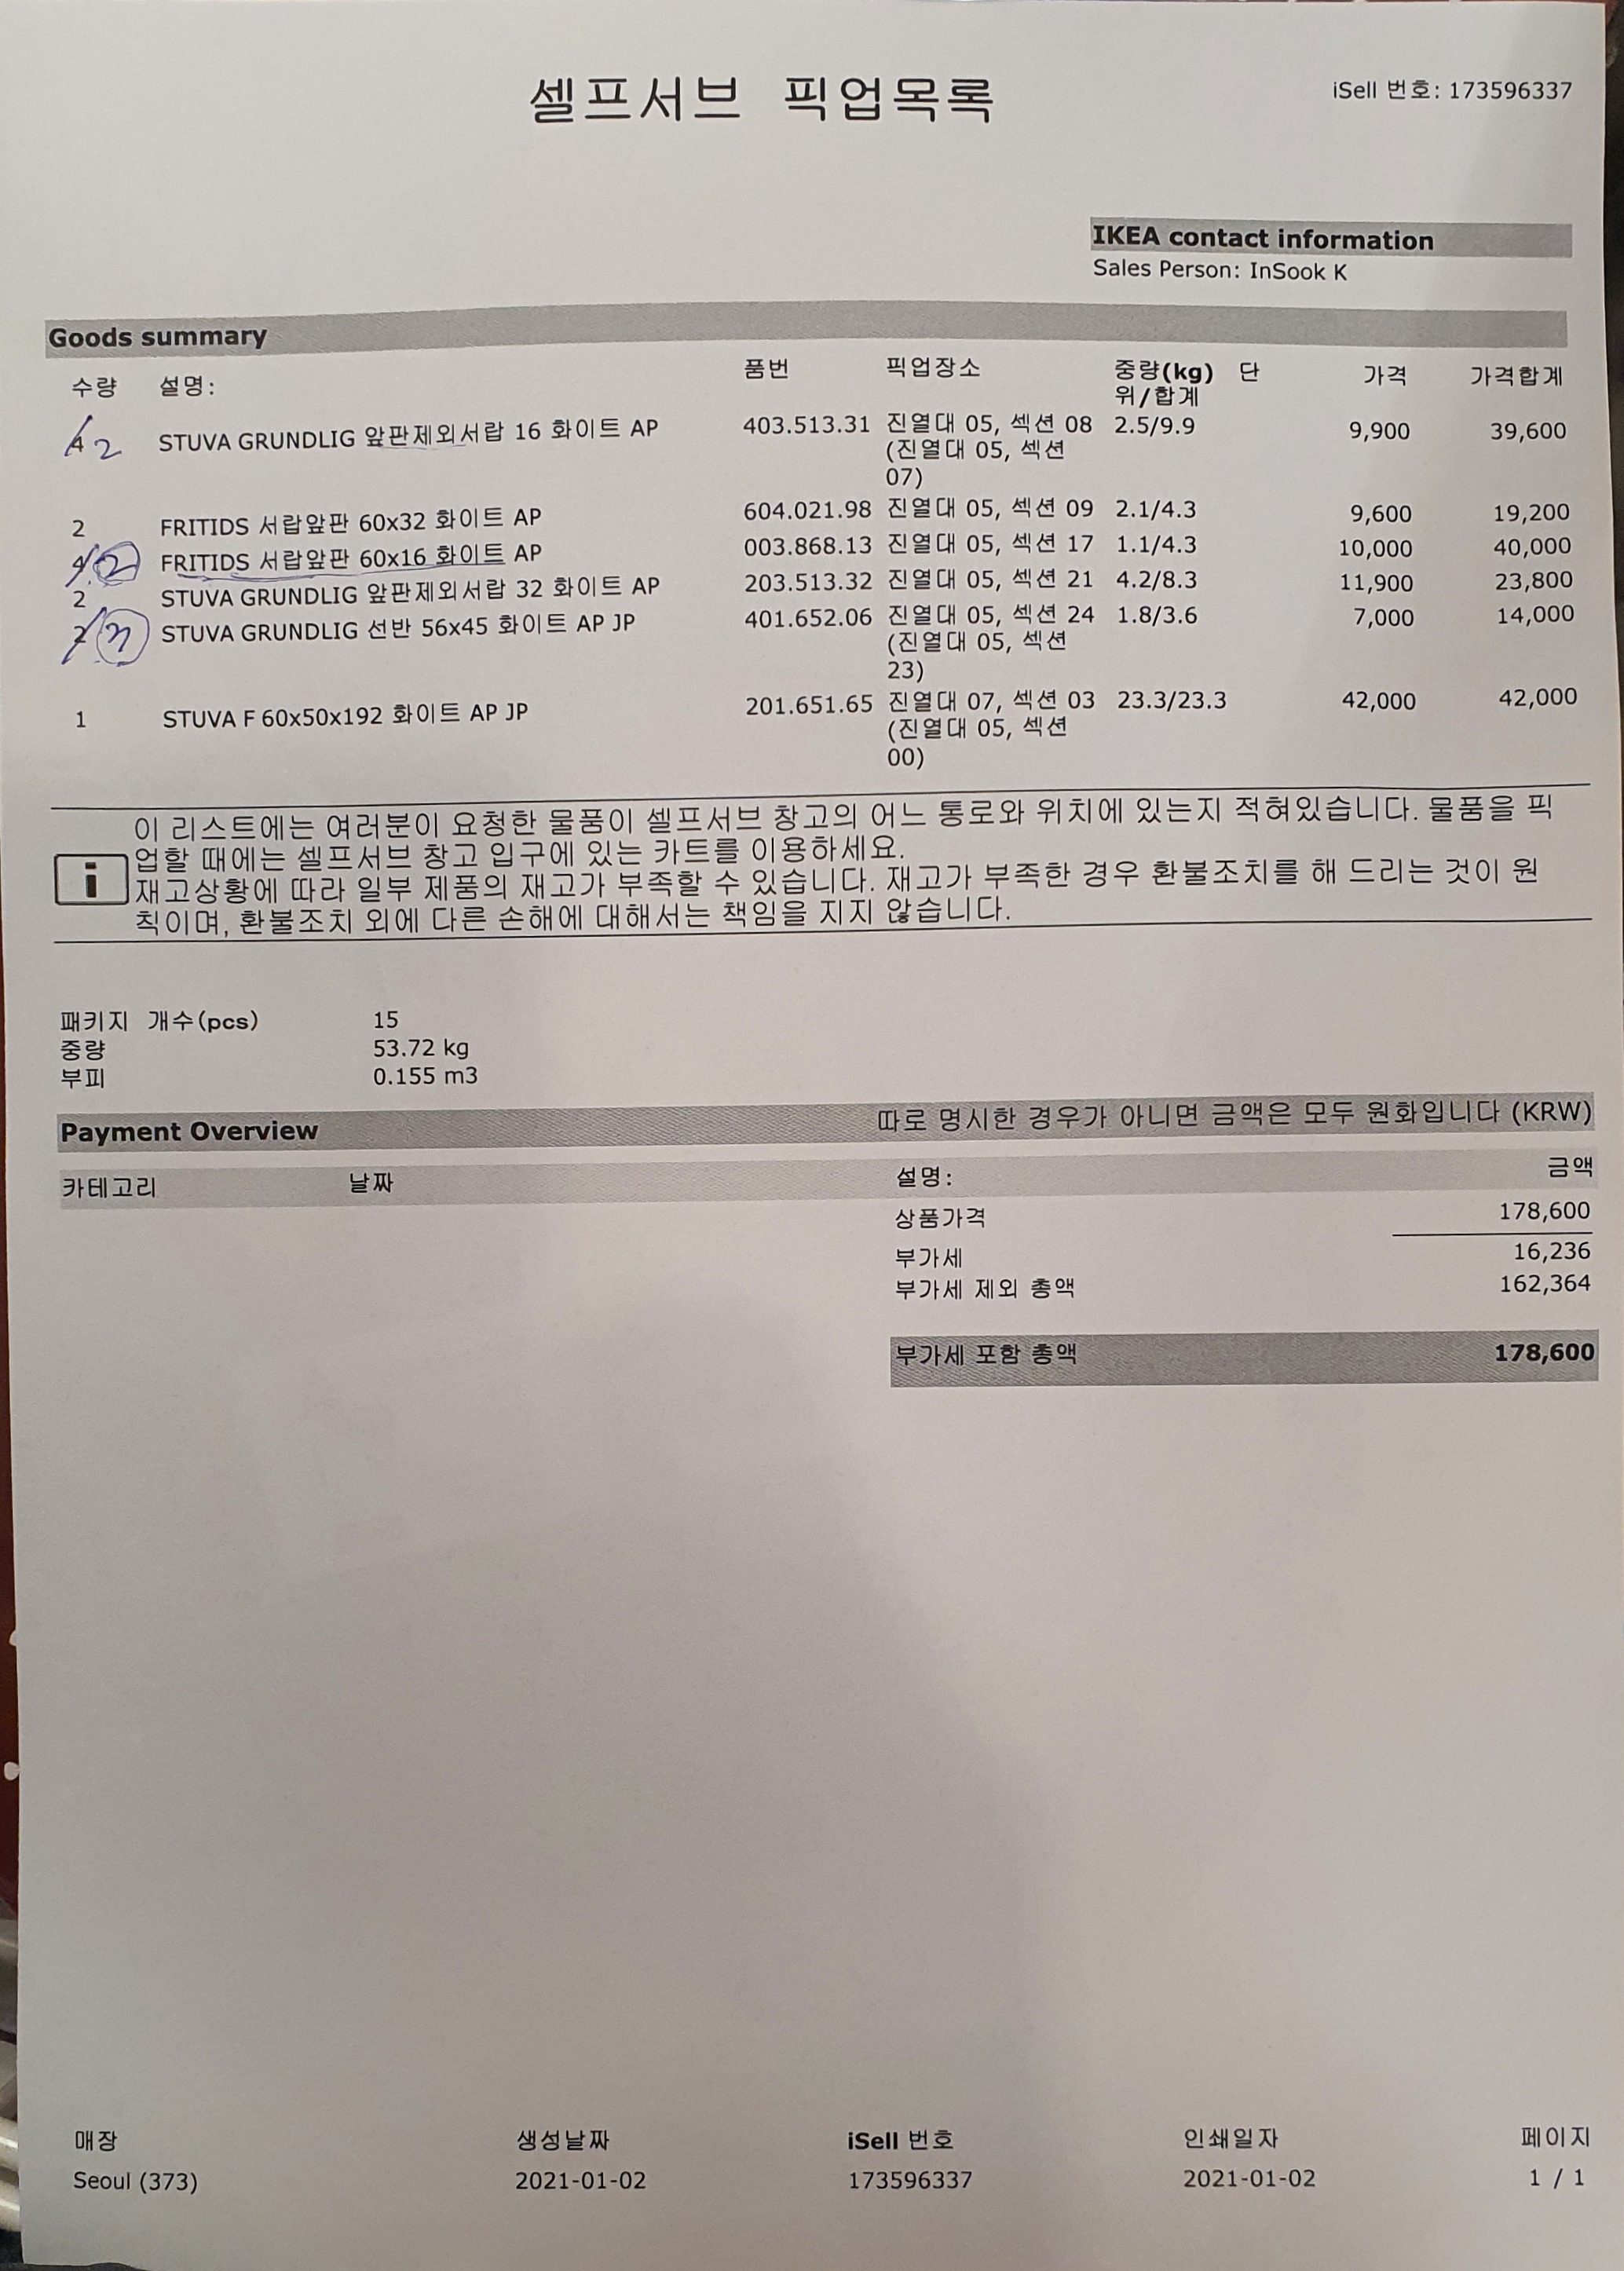 셀프서브 픽업목록
iSell 번호: 173596337
IKEA contact information
Sales Person: InSook K
Goods summary
수량 설명: 품번 픽업장소 중량(kg) 단 가격 가격합계
위/합계
4 2 STUVA GRUNDLIG 앞판제외서랍 16 화이트 AP 403.513.31 진열대 05, 섹션 08 2.5/9.9 9,900 39,600
(진열대 05, 섹션
07)
2 FRITIDS 서랍앞판 60x32 화이트 AP 604.021.98 진열대 05, 섹션 09 2.1/4.3 9,600 19,200
4 2 FRITIDS 서랍앞판 60x16 화이트 AP 003.868.13 진열대 05, 섹션 17 1.1/4.3 10,000 40,000
2 STUVA GRUNDLIG 앞판제외서랍 32 화이트 AP 203.513.32 진열대 05, 섹션 21 4.2/8.3 11,900 23,800
2 STUVA GRUNDLIG 선반 56x45 화이트 AP JP 401.652.06 진열대 05, 섹션 24 1.8/3.6 7,000 14,000
(진열대 05, 섹션
23)
1 STUVA F 60x50x192 화이트 AP JP 201.651.65 진열대 07, 섹션 03 23.3/23.3 42,000 42,000
(진열대 05, 섹션
00)
이 리스트에는 여러분이 요청한 물품이 셀프서브 창고의 어느 통로와 위치에 있는지 적혀있습니다. 물품을 픽
업할 때에는 셀프서브 창고 입구에 있는 카트를 이용하세요.
i
재고상황에 따라 일부 제품의 재고가 부족할 수 있습니다. 재고가 부족한 경우 환불조치를 해 드리는 것이 원
칙이며, 환불조치 외에 다른 손해에 대해서는 책임을 지지 않습니다.
패키지 개수(pcs) 15
중량 53.72 kg
부피 0.155 m3
Payment Overview 따로 명시한 경우가 아니면 금액은 모두 원화입니다 (KRW)
카테고리 날짜 설명: 금액
상품가격 178,600
부가세 16,236
부가세 제외 총액 162,364
부가세 포함 총액 178,600
매장 생성날짜 iSell 번호 인쇄일자 페이지
Seoul (373) 2021-01-02 173596337 2021-01-02 1 / 1